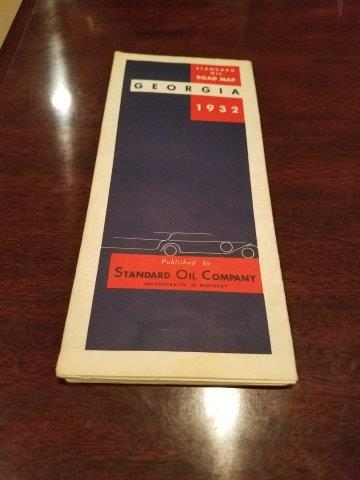 STANDARD
OIL
ROAD MAP
GEORGIA
1932
Published by
STANDARD OIL COMPANY
INCORPORATED IN KENTUCKY